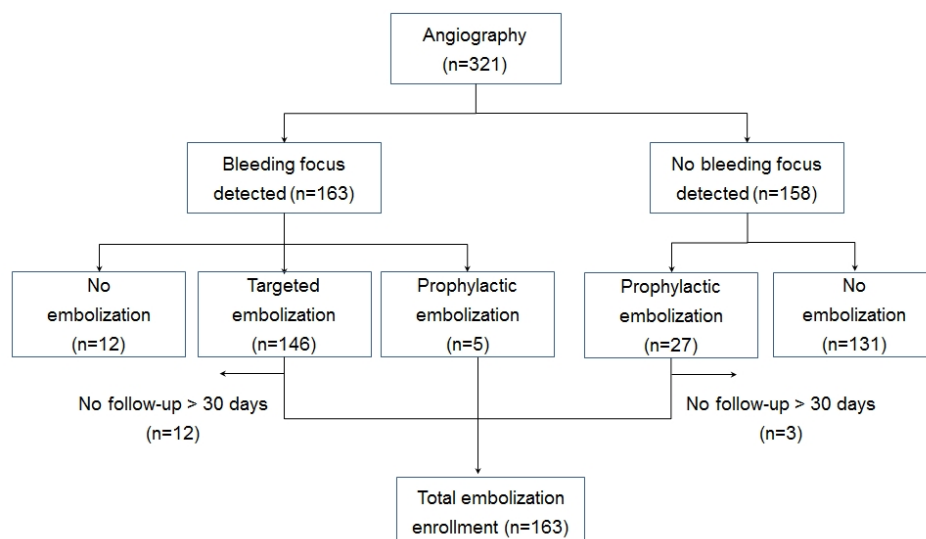 Angiography
(n=321)
Bleeding focus
detected (n=163)
No bleeding focus
detected (n=158)
No
embolization
(n=12)
Targeted
embolization
(n=146)
Prophylactic
embolization
(n=5)
Prophylactic
embolization
(n=27)
No
embolization
(n=131)
No follow-up > 30 days
(n=12)
No follow-up > 30 days
(n=3)
Total embolization
enrollment (n=163)